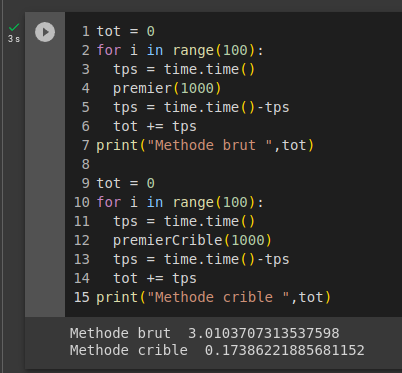 3 s
1 tot = 0
2 for i in range(100):
3   tps = time.time()
4   premier(1000)
5   tps = time.time()-tps
6   tot += tps
7 print("Methode brut ",tot)
8
9 tot = 0
10 for i in range(100):
11   tps = time.time()
12   premierCrible(1000)
13   tps = time.time()-tps
14   tot += tps
15 print("Methode crible ",tot)
Methode brut  3.0103707313537598
Methode crible  0.17386221885681152